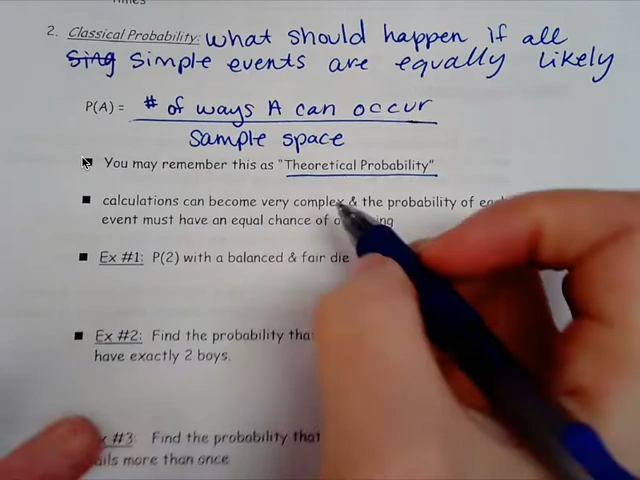 Times
2. Classical Probability: what should happen if all
sing simple events are equally likely
P(A) = # of ways A can occur
sample space
You may remember this as "Theoretical Probability"
calculations can become very complex & the probability of
event must have an equal chance of
Ex #1: P(2) with a balanced & fair die
Ex #2: Find the probability
have exactly 2 boys.
#3: Find the probability that
more than once